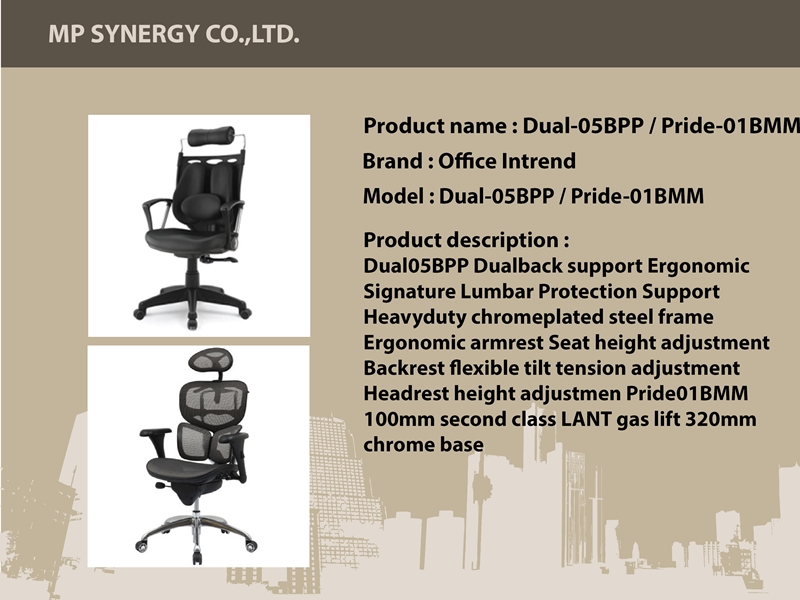 MP SYNERGY CO.,LTD.
Product name : Dual-05BPP / Pride-01BMM
Brand : Office Intrend
Model : Dual-05BPP / Pride-01BMM
Product description :
Dual05BPP Dualback support Ergonomic
Signature Lumbar Protection Support
Heavyduty chromeplated steel frame
Ergonomic armrest Seat height adjustment
Backrest flexible tilt tension adjustment
Headrest height adjustmen Pride01BMM
100mm second class LANT gas lift 320mm
chrome base